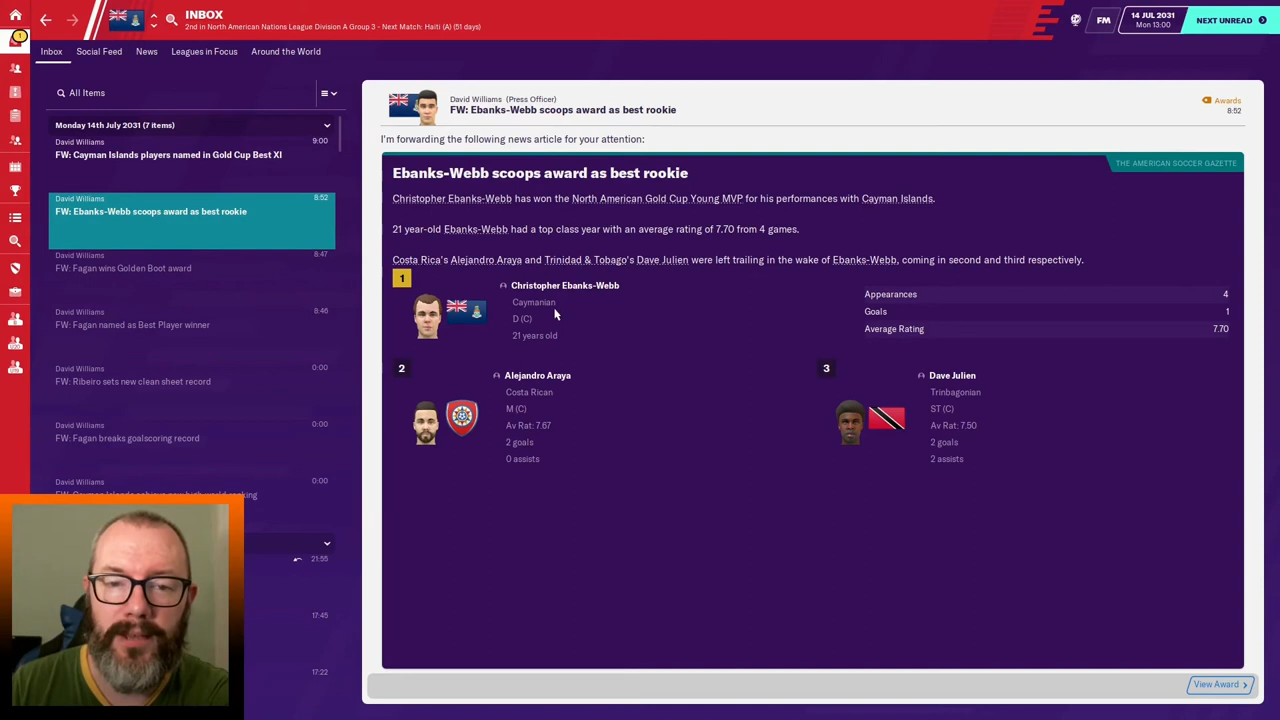 INBOX
2nd in North American Nations League Division A Group 3 - Next Match: Haiti (A) (51 days)
FM
14 JUL 2031
Mon 13:00
NEXT UNREAD
1
Inbox
Social Feed
News
Leagues in Focus
Around the World
All Items
Monday 14th July 2031 (7 items)
David Williams
9:00
FW: Cayman Islands players named in Gold Cup Best XI
David Williams
8:52
FW: Ebanks-Webb scoops award as best rookie
David Williams
8:47
FW: Fagan wins Golden Boot award
David Williams
8:46
FW: Fagan named as Best Player winner
David Williams
0:00
FW: Ribeiro sets new clean sheet record
David Williams
0:00
FW: Fagan breaks goalscoring record
David Williams
0:00
FW: Cayman Islands achieve new high world ranking
21:55
17:45
17:22
David Williams (Press Officer)
FW: Ebanks-Webb scoops award as best rookie
Awards
8:52
I'm forwarding the following news article for your attention:
THE AMERICAN SOCCER GAZETTE
Ebanks-Webb scoops award as best rookie
Christopher Ebanks-Webb has won the North American Gold Cup Young MVP for his performances with Cayman Islands.
21 year-old Ebanks-Webb had a top class year with an average rating of 7.70 from 4 games.
Costa Rica's Alejandro Araya and Trinidad & Tobago's Dave Julien were left trailing in the wake of Ebanks-Webb, coming in second and third respectively.
1
Christopher Ebanks-Webb
Caymanian
D (C)
21 years old
Appearances 4
Goals 1
Average Rating 7.70
2
Alejandro Araya
Costa Rican
M (C)
Av Rat: 7.67
2 goals
0 assists
3
Dave Julien
Trinbagonian
ST (C)
Av Rat: 7.50
2 goals
2 assists
View Award